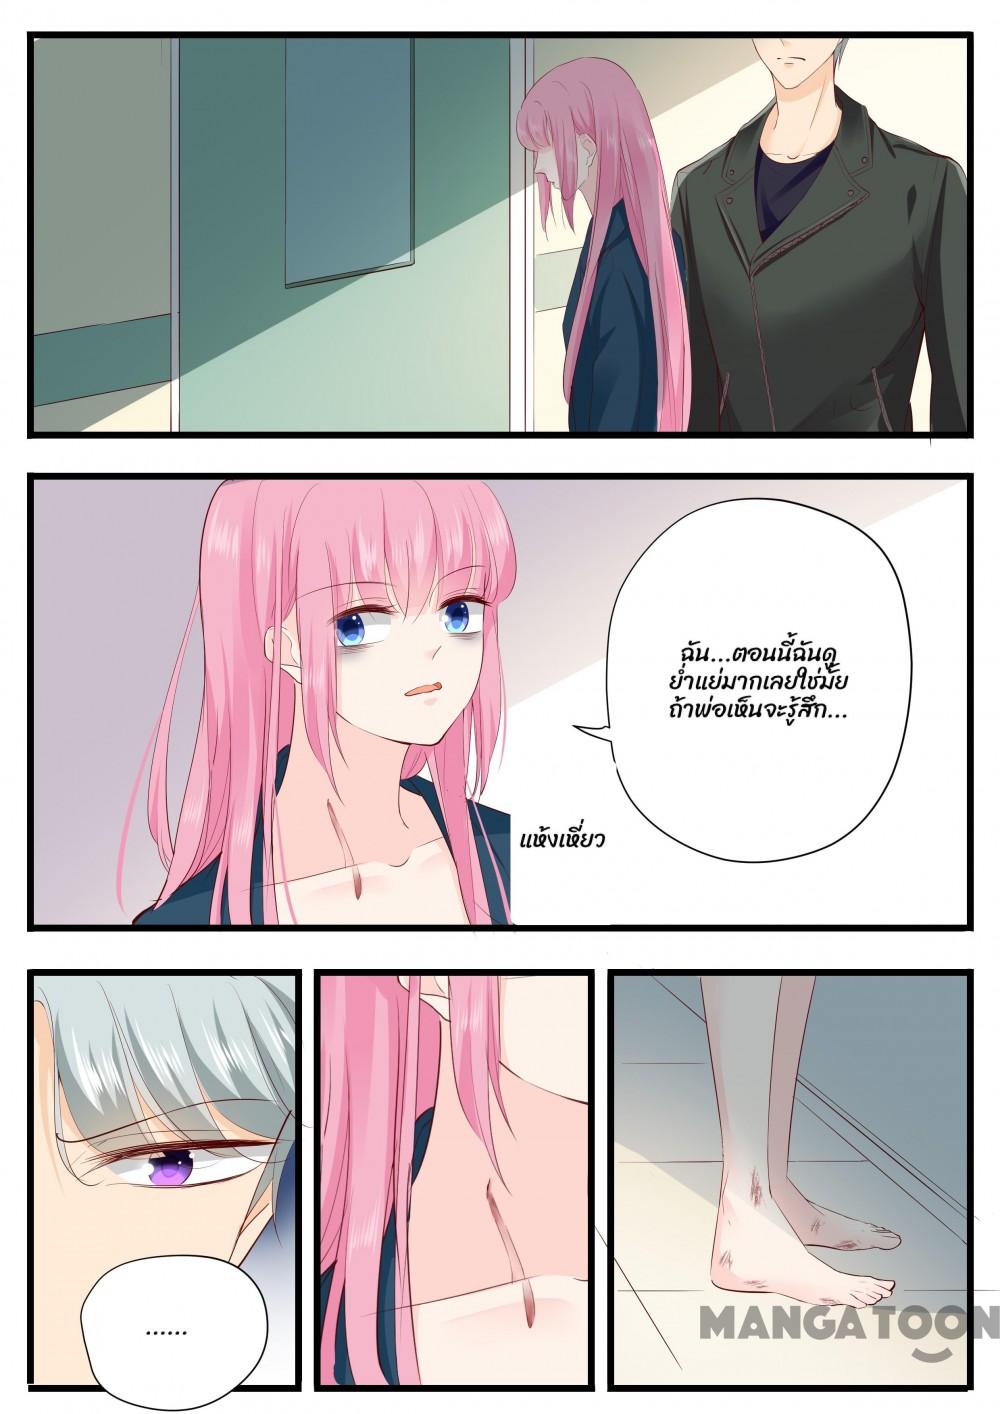 ฉัน...ตอนนี้ฉันดู
ย่ำแย่มากเลยใช่มั้ย
ถ้าพ่อเห็นจะรู้สึก...
แห้งเหี่ยว
......
MANGATOON